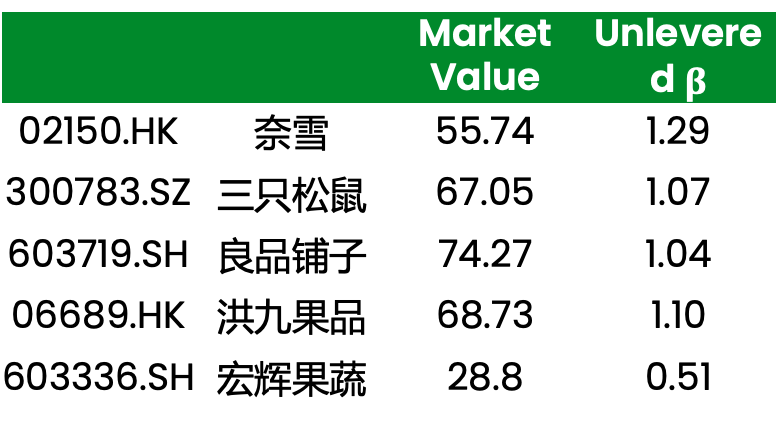 Market Unlevere
Value d β
02150.HK 奈雪 55.74 1.29
300783.SZ 三只松鼠 67.05 1.07
603719.SH 良品铺子 74.27 1.04
06689.HK 洪九果品 68.73 1.10
603336.SH 宏辉果蔬 28.8 0.51